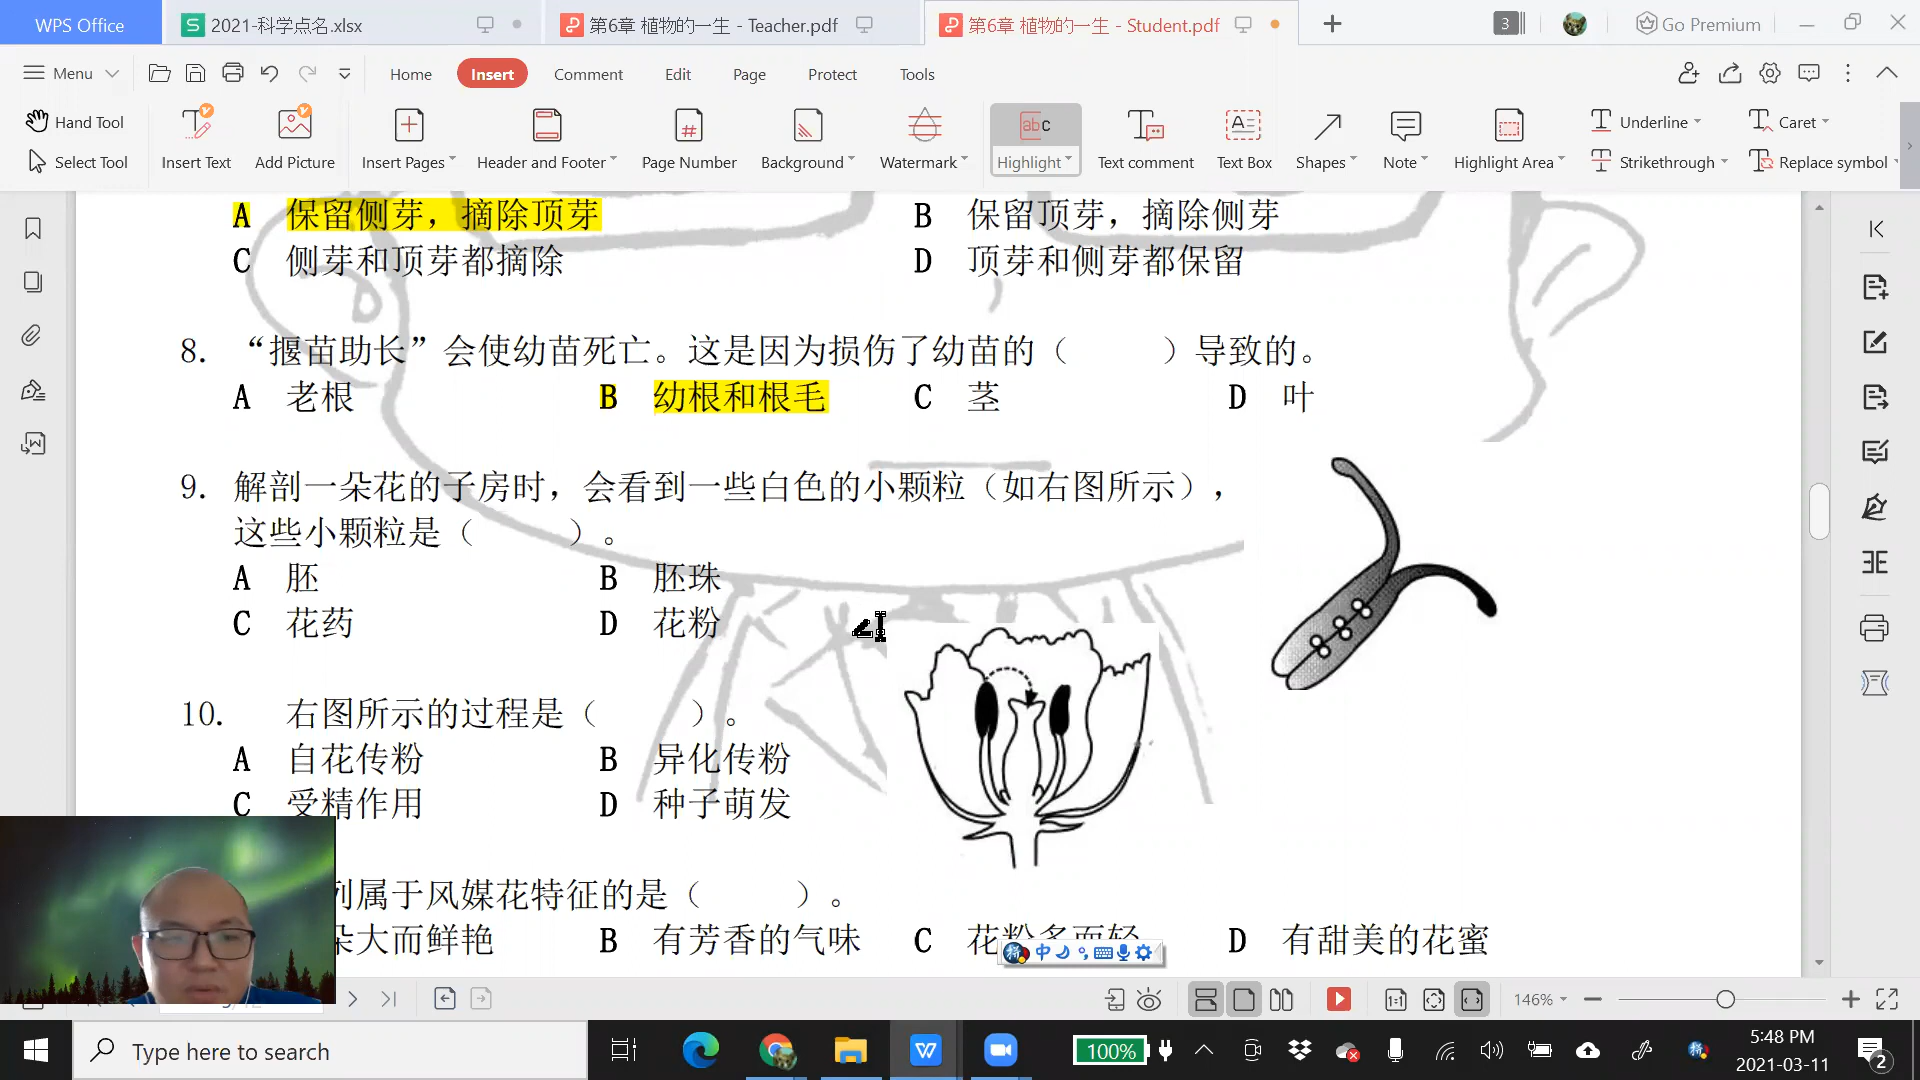 WPS Office
2021-科学点名.xlsx
第6章 植物的一生 - Teacher.pdf
第6章 植物的一生 - Student.pdf
3
Go Premium
Menu
Home
Insert
Comment
Edit
Page
Protect
Tools
Hand Tool
Select Tool
Insert Text
Add Picture
Insert Pages
Header and Footer
Page Number
Background
Watermark
Highlight
Text comment
Text Box
Shapes
Note
Highlight Area
Underline
Caret
Strikethrough
Replace symbol
A 保留侧芽，摘除顶芽 B 保留顶芽，摘除侧芽
C 侧芽和顶芽都摘除 D 顶芽和侧芽都保留
8. “揠苗助长”会使幼苗死亡。这是因为损伤了幼苗的（ ）导致的。
A 老根 B 幼根和根毛 C 茎 D 叶
9. 解剖一朵花的子房时，会看到一些白色的小颗粒（如右图所示），
这些小颗粒是（ ）。
A 胚 B 胚珠
C 花药 D 花粉
10. 右图所示的过程是（ ）。
A 自花传粉 B 异化传粉
C 受精作用 D 种子萌发
列属于风媒花特征的是（ ）。
朵大而鲜艳 B 有芳香的气味 C 花粉多而轻 D 有甜美的花蜜
中
146%
Type here to search
100%
5:48 PM
2021-03-11
2